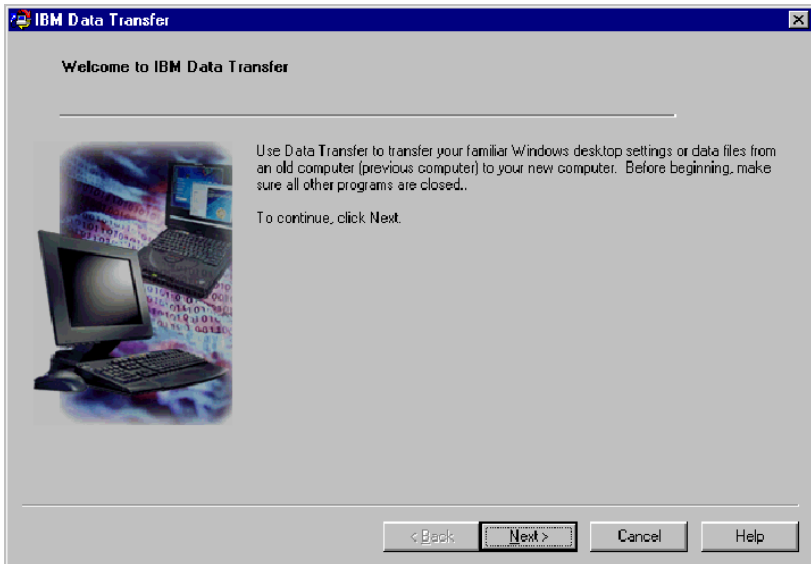 IBM Data Transfer
Welcome to IBM Data Transfer
Use Data Transfer to transfer your familiar Windows desktop settings or data files from
an old computer (previous computer) to your new computer. Before beginning, make
sure all other programs are closed..
To continue, click Next.
< Back
Next >
Cancel
Help